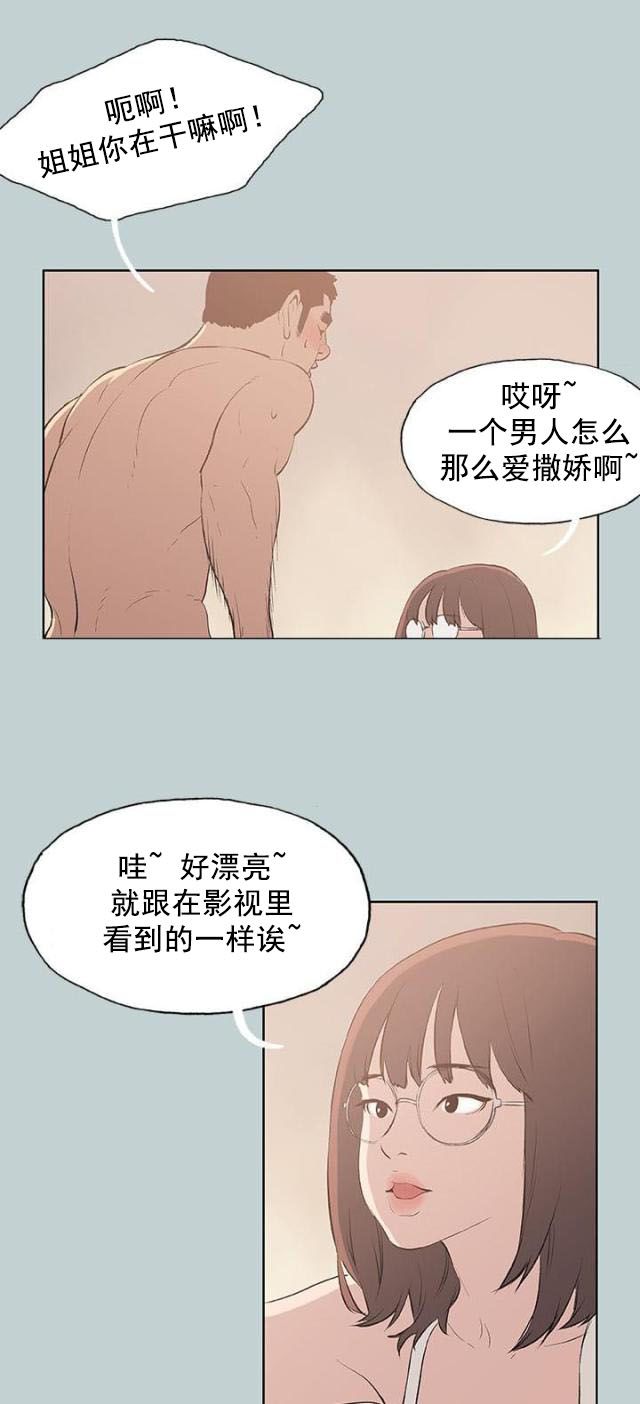 呃啊！
姐姐你在干嘛啊！
哎呀~
一个男人怎么
那么爱撒娇啊~
哇~ 好漂亮~
就跟在影视里
看到的一样诶~